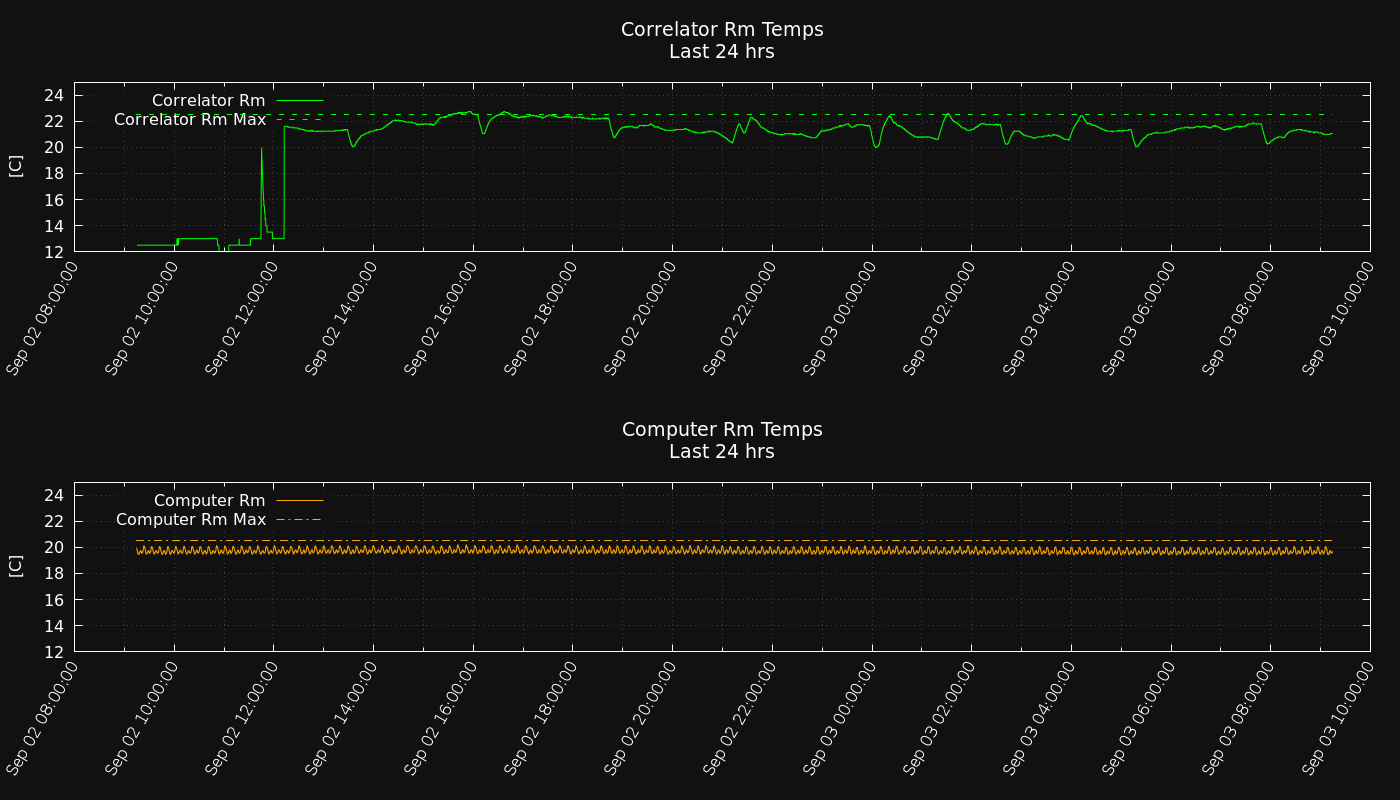 Correlator Rm Temps
Last 24 hrs
Correlator Rm
Correlator Rm Max
[C]
24
22
20
18
16
14
12
Sep 02 08:00:00
Sep 02 10:00:00
Sep 02 12:00:00
Sep 02 14:00:00
Sep 02 16:00:00
Sep 02 18:00:00
Sep 02 20:00:00
Sep 02 22:00:00
Sep 03 00:00:00
Sep 03 02:00:00
Sep 03 04:00:00
Sep 03 06:00:00
Sep 03 08:00:00
Sep 03 10:00:00
Computer Rm Temps
Last 24 hrs
Computer Rm
Computer Rm Max
[C]
24
22
20
18
16
14
12
Sep 02 08:00:00
Sep 02 10:00:00
Sep 02 12:00:00
Sep 02 14:00:00
Sep 02 16:00:00
Sep 02 18:00:00
Sep 02 20:00:00
Sep 02 22:00:00
Sep 03 00:00:00
Sep 03 02:00:00
Sep 03 04:00:00
Sep 03 06:00:00
Sep 03 08:00:00
Sep 03 10:00:00